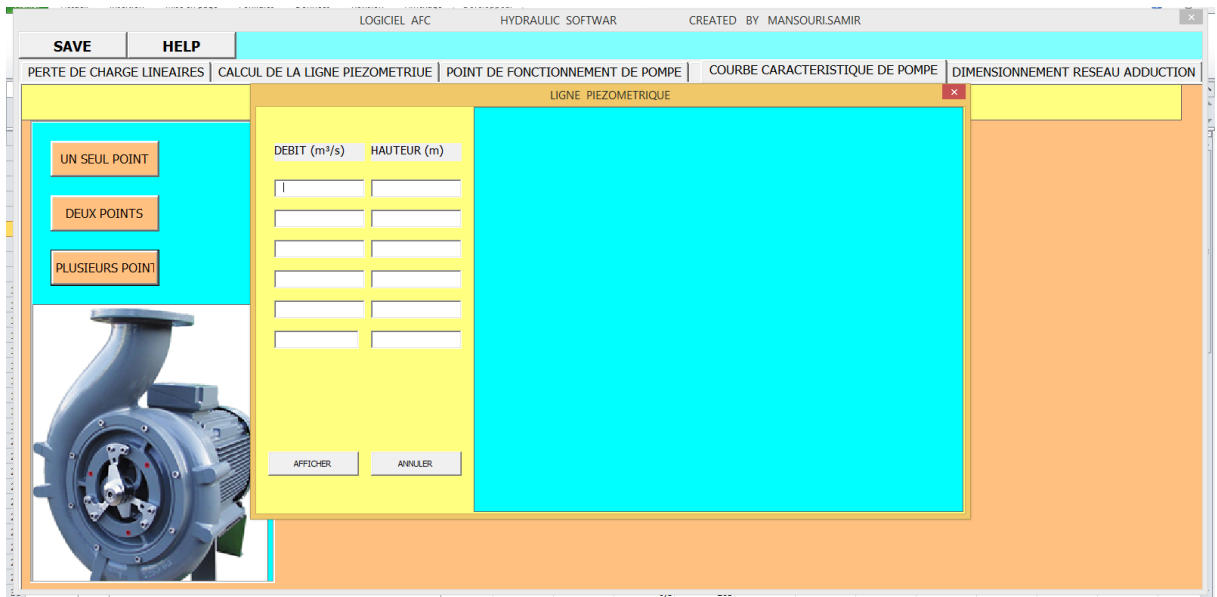 LOGICIEL AFC HYDRAULIC SOFTWAR CREATED BY MANSOURI.SAMIR
SAVE HELP
PERTE DE CHARGE LINEAIRES CALCUL DE LA LIGNE PIEZOMETRIUE POINT DE FONCTIONNEMENT DE POMPE COURBE CARACTERISTIQUE DE POMPE DIMENSIONNEMENT RESEAU ADDUCTION
LIGNE PIEZOMETRIQUE
UN SEUL POINT
DEUX POINTS
PLUSIEURS POINT
DEBIT (m³/s) HAUTEUR (m)
AFFICHER ANNULER